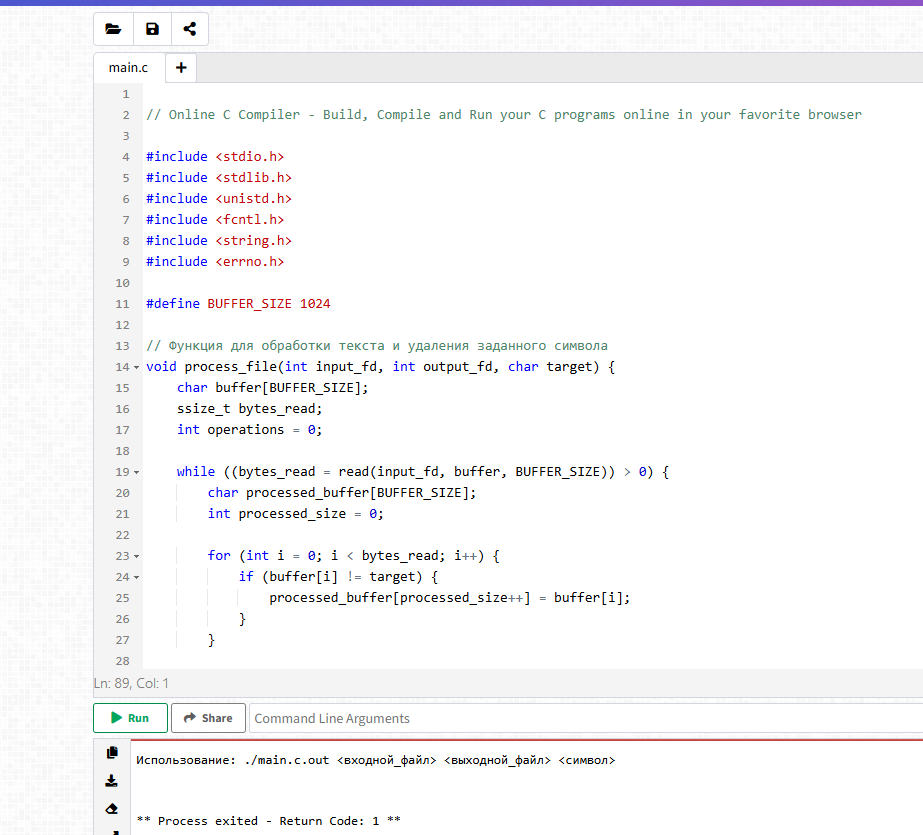 main.c
+
1
2 // Online C Compiler - Build, Compile and Run your C programs online in your favorite browser
3
4 #include <stdio.h>
5 #include <stdlib.h>
6 #include <unistd.h>
7 #include <fcntl.h>
8 #include <string.h>
9 #include <errno.h>
10
11 #define BUFFER_SIZE 1024
12
13 // Функция для обработки текста и удаления заданного символа
14 void process_file(int input_fd, int output_fd, char target) {
15     char buffer[BUFFER_SIZE];
16     ssize_t bytes_read;
17     int operations = 0;
18
19     while ((bytes_read = read(input_fd, buffer, BUFFER_SIZE)) > 0) {
20         char processed_buffer[BUFFER_SIZE];
21         int processed_size = 0;
22
23         for (int i = 0; i < bytes_read; i++) {
24             if (buffer[i] != target) {
25                 processed_buffer[processed_size++] = buffer[i];
26             }
27         }
28
Ln: 89, Col: 1
Run Share Command Line Arguments
Использование: ./main.c.out <входной_файл> <выходной_файл> <символ>
** Process exited - Return Code: 1 **